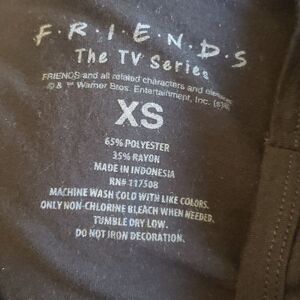 F·R·I·E·N·D·S
The TV Series
FRIENDS and all related characters and elements
© & ™ Warner Bros. Entertainment, Inc.
XS
65% POLYESTER
35% RAYON
MADE IN INDONESIA
RN# 117308
MACHINE WASH COLD WITH LIKE COLORS.
ONLY NON-CHLORINE BLEACH WHEN NEEDED.
TUMBLE DRY LOW.
DO NOT IRON DECORATION.